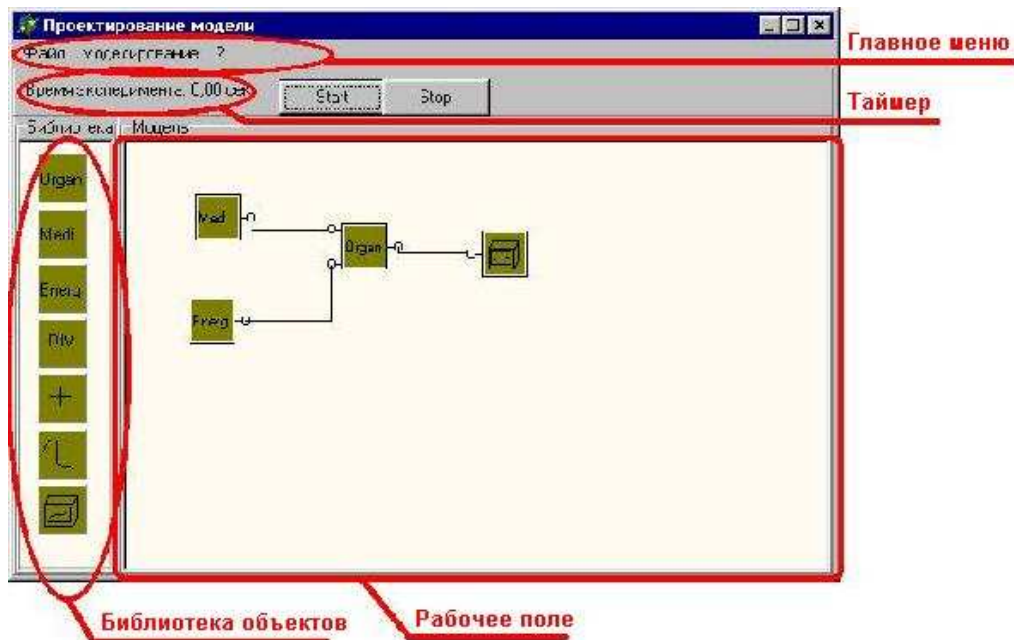 Проектирование модели
Главное меню
Файл Моделирование ?
Время эксперимента: 0,00 сек
Start
Stop
Таймер
Библиотека
Модель
Organ
Medi
Energ
Div
Med
Organ
Energ
Библиотека объектов
Рабочее поле